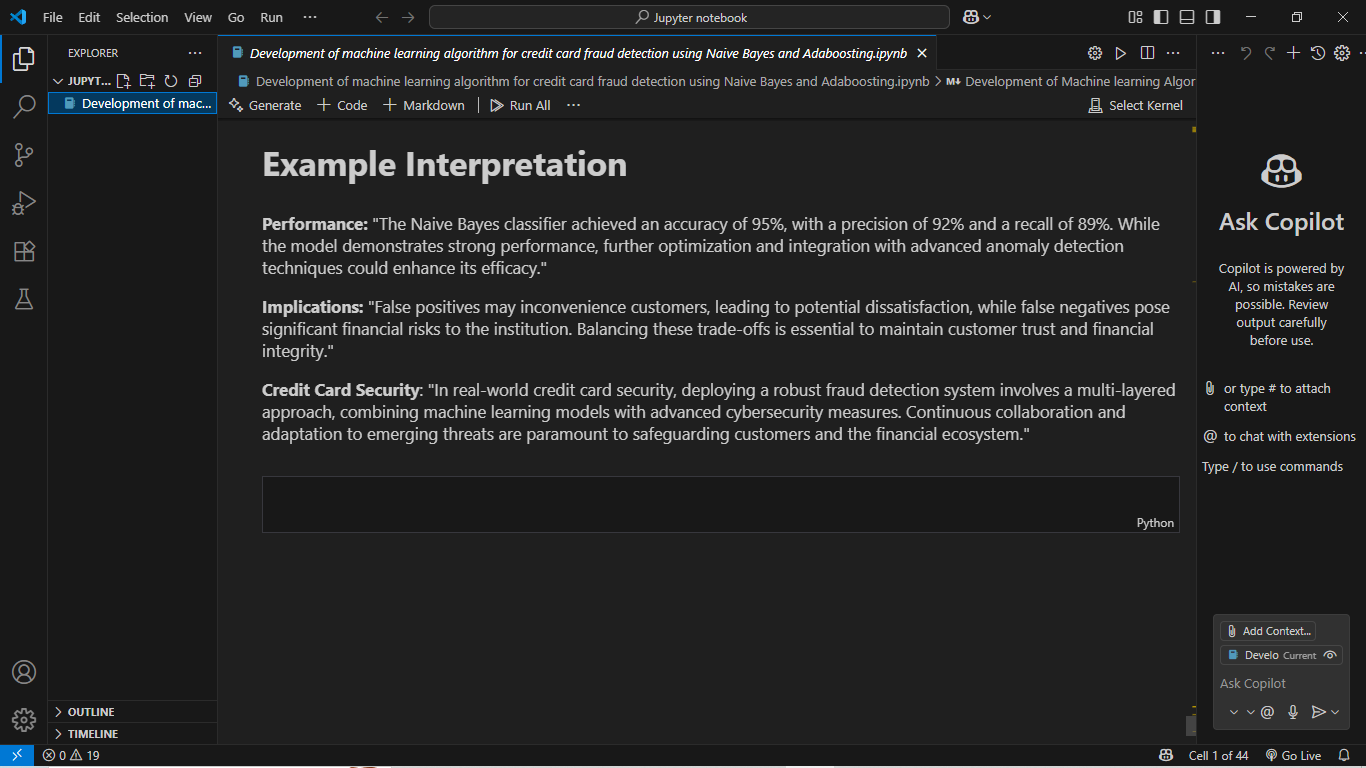 File Edit Selection View Go Run ···
Jupyter notebook
EXPLORER
JUPYT...
Development of mac...
OUTLINE
TIMELINE
Development of machine learning algorithm for credit card fraud detection using Naive Bayes and Adaboosting.ipynb
Development of machine learning algorithm for credit card fraud detection using Naive Bayes and Adaboosting.ipynb > M↓ Development of Machine learning Algor
Generate + Code + Markdown | Run All ···
Select Kernel
Example Interpretation
Performance: "The Naive Bayes classifier achieved an accuracy of 95%, with a precision of 92% and a recall of 89%. While
the model demonstrates strong performance, further optimization and integration with advanced anomaly detection
techniques could enhance its efficacy."
Implications: "False positives may inconvenience customers, leading to potential dissatisfaction, while false negatives pose
significant financial risks to the institution. Balancing these trade-offs is essential to maintain customer trust and financial
integrity."
Credit Card Security: "In real-world credit card security, deploying a robust fraud detection system involves a multi-layered
approach, combining machine learning models with advanced cybersecurity measures. Continuous collaboration and
adaptation to emerging threats are paramount to safeguarding customers and the financial ecosystem."
Python
Ask Copilot
Copilot is powered by
AI, so mistakes are
possible. Review
output carefully
before use.
or type # to attach
context
@ to chat with extensions
Type / to use commands
Add Context...
Develo Current
Ask Copilot
@
0 19
Cell 1 of 44
Go Live